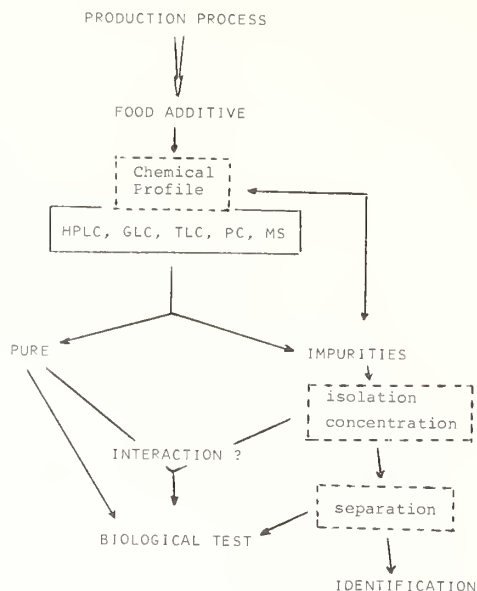 PRODUCTION PROCESS
FOOD ADDITIVE
Chemical
Profile
HPLC, GLC, TLC, PC, MS
PURE
IMPURITIES
isolation
concentration
INTERACTION ?
separation
BIOLOGICAL TEST
IDENTIFICATION